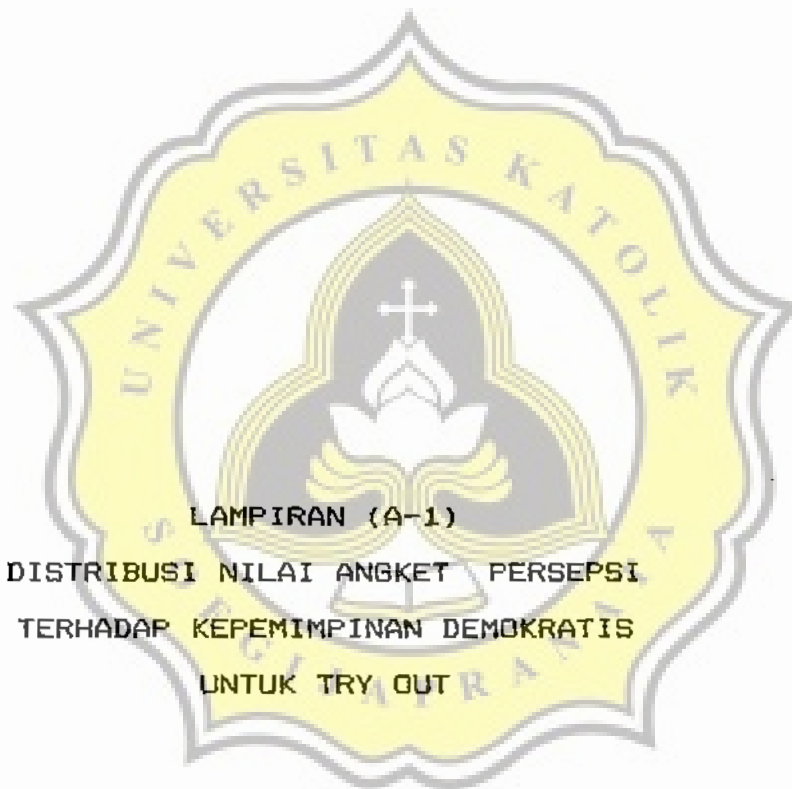 UNIVERSITAS KATOLIK
LAMPIRAN (A-1)
DISTRIBUSI NILAI ANGKET PERSEPSI
TERHADAP KEPEMIMPINAN DEMOKRATIS
UNTUK TRY OUT
SOEGIJAPRANATA